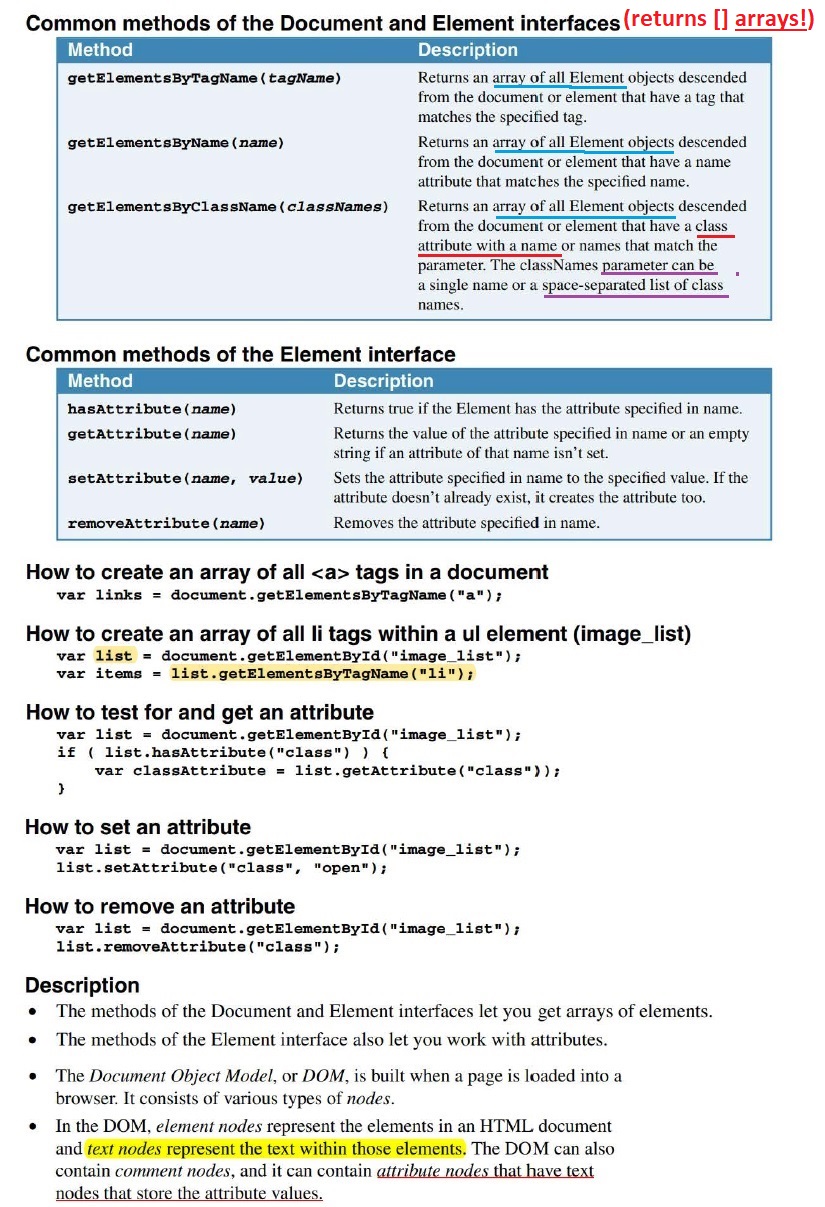 Common methods of the Document and Element interfaces (returns [] arrays!)
Method Description
getElementsByTagName(tagName) Returns an array of all Element objects descended
from the document or element that have a tag that
matches the specified tag.
getElementsByName(name) Returns an array of all Element objects descended
from the document or element that have a name
attribute that matches the specified name.
getElementsByClassName(classNames) Returns an array of all Element objects descended
from the document or element that have a class
attribute with a name or names that match the
parameter. The classNames parameter can be
a single name or a space-separated list of class
names.
Common methods of the Element interface
Method Description
hasAttribute(name) Returns true if the Element has the attribute specified in name.
getAttribute(name) Returns the value of the attribute specified in name or an empty
string if an attribute of that name isn't set.
setAttribute(name, value) Sets the attribute specified in name to the specified value. If the
attribute doesn't already exist, it creates the attribute too.
removeAttribute(name) Removes the attribute specified in name.
How to create an array of all <a> tags in a document
var links = document.getElementsByTagName("a");
How to create an array of all li tags within a ul element (image_list)
var list = document.getElementById("image_list");
var items = list.getElementsByTagName("li");
How to test for and get an attribute
var list = document.getElementById("image_list");
if ( list.hasAttribute("class") ) {
var classAttribute = list.getAttribute("class"));
}
How to set an attribute
var list = document.getElementById("image_list");
list.setAttribute("class", "open");
How to remove an attribute
var list = document.getElementById("image_list");
list.removeAttribute("class");
Description
• The methods of the Document and Element interfaces let you get arrays of elements.
• The methods of the Element interface also let you work with attributes.
• The Document Object Model, or DOM, is built when a page is loaded into a
browser. It consists of various types of nodes.
• In the DOM, element nodes represent the elements in an HTML document
and text nodes represent the text within those elements. The DOM can also
contain comment nodes, and it can contain attribute nodes that have text
nodes that store the attribute values.